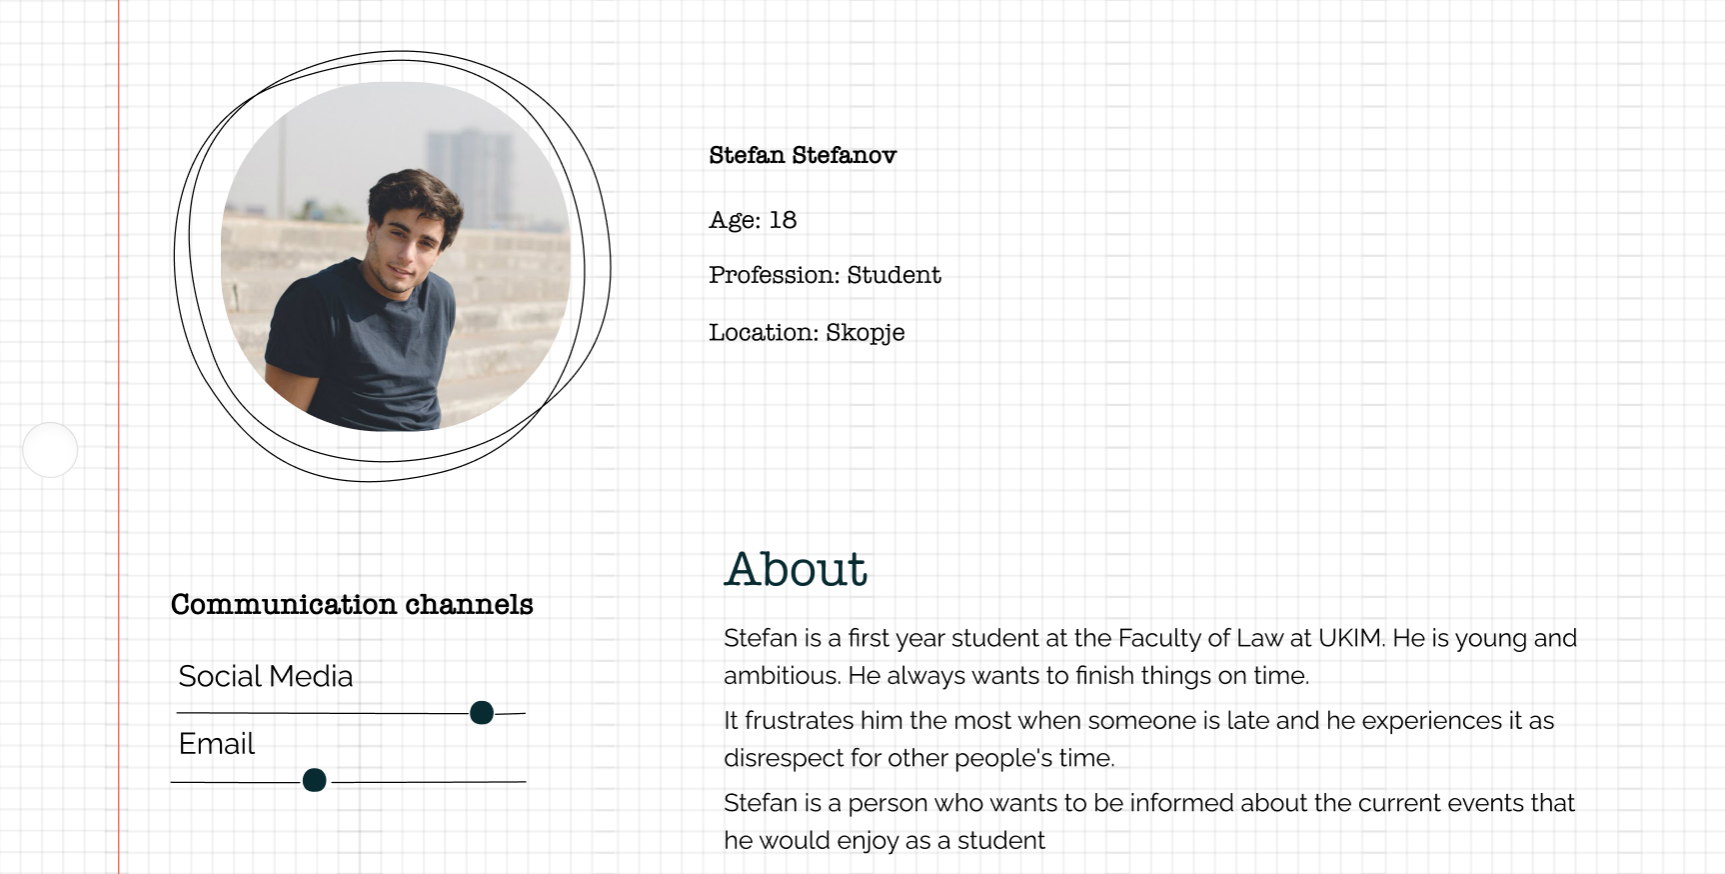 Stefan Stefanov
Age: 18
Profession: Student
Location: Skopje
Communication channels
Social Media
Email
About
Stefan is a first year student at the Faculty of Law at UKIM. He is young and
ambitious. He always wants to finish things on time.
It frustrates him the most when someone is late and he experiences it as
disrespect for other people's time.
Stefan is a person who wants to be informed about the current events that
he would enjoy as a student